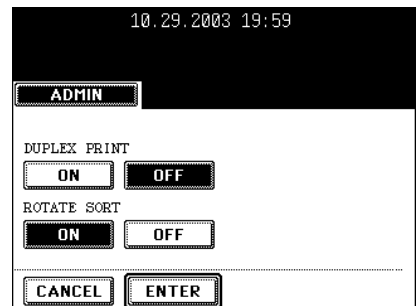 10.29.2003 19:59
ADMIN
DUPLEX PRINT
ON OFF
ROTATE SORT
ON OFF
CANCEL ENTER